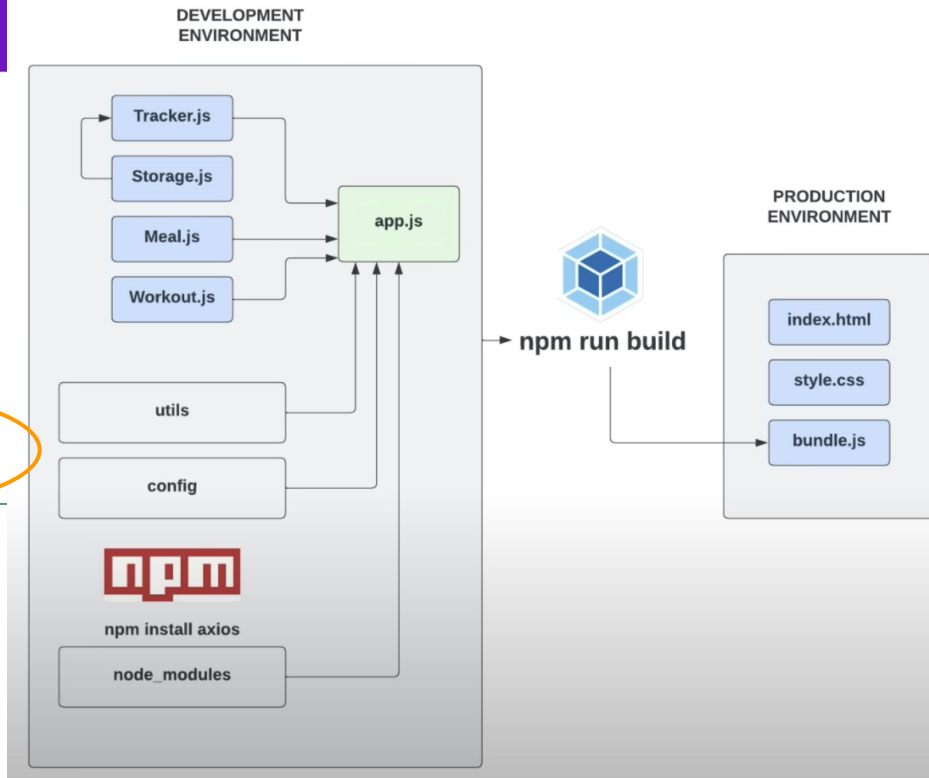 DEVELOPMENT
ENVIRONMENT
Tracker.js
Storage.js
Meal.js
Workout.js
app.js
utils
config
npm
npm install axios
node_modules
npm run build
PRODUCTION
ENVIRONMENT
index.html
style.css
bundle.js